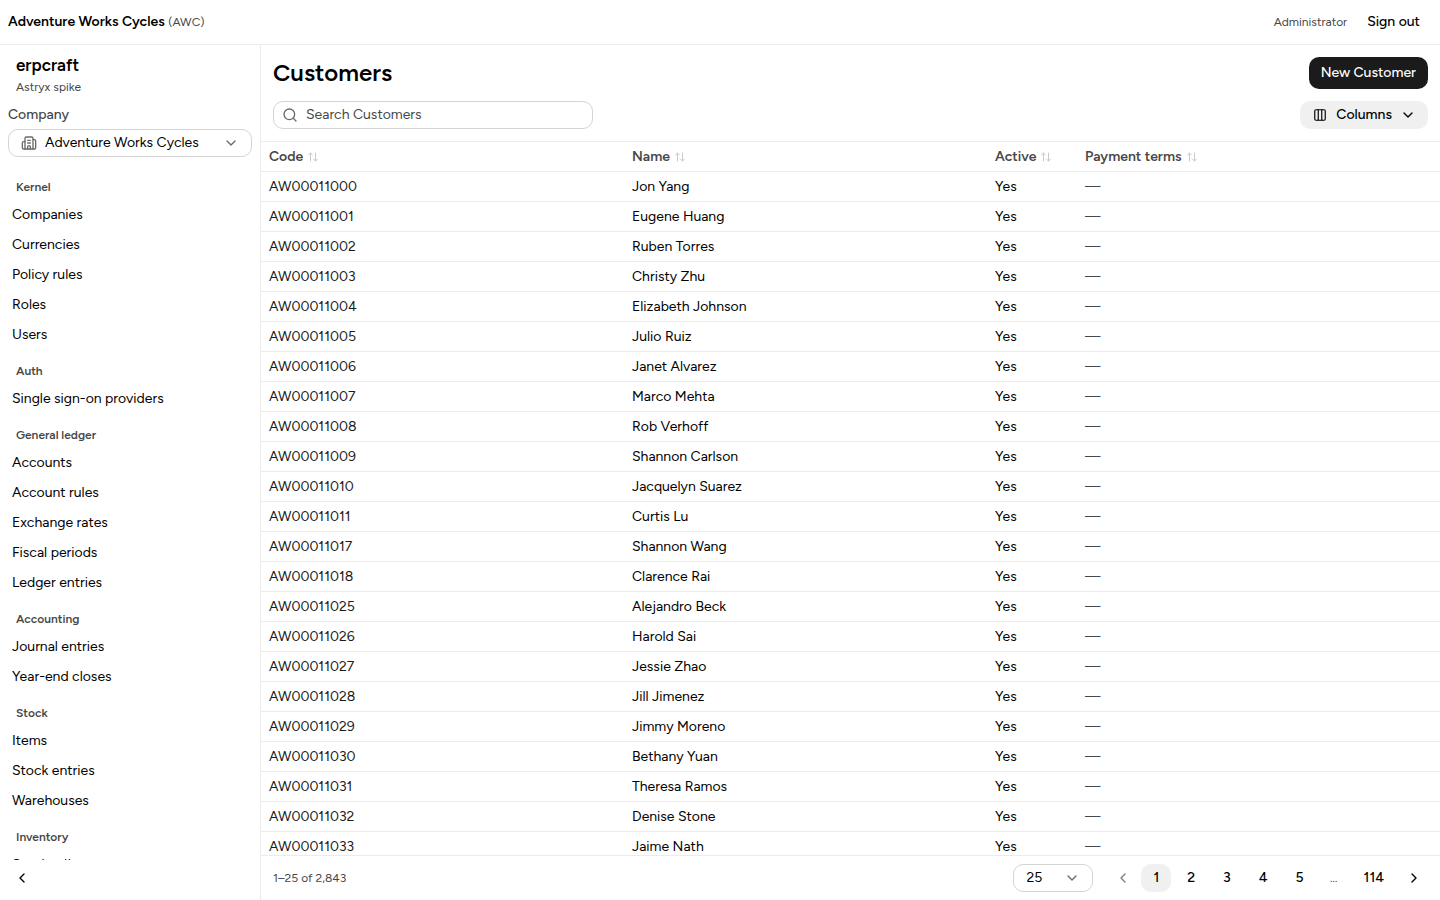 Adventure Works Cycles (AWC)
Administrator
Sign out
erpcraft
Astryx spike
Company
Adventure Works Cycles
Kernel
Companies
Currencies
Policy rules
Roles
Users
Auth
Single sign-on providers
General ledger
Accounts
Account rules
Exchange rates
Fiscal periods
Ledger entries
Accounting
Journal entries
Year-end closes
Stock
Items
Stock entries
Warehouses
Inventory
Customers
New Customer
Search Customers
Columns
Code Name Active Payment terms
AW00011000 Jon Yang Yes —
AW00011001 Eugene Huang Yes —
AW00011002 Ruben Torres Yes —
AW00011003 Christy Zhu Yes —
AW00011004 Elizabeth Johnson Yes —
AW00011005 Julio Ruiz Yes —
AW00011006 Janet Alvarez Yes —
AW00011007 Marco Mehta Yes —
AW00011008 Rob Verhoff Yes —
AW00011009 Shannon Carlson Yes —
AW00011010 Jacquelyn Suarez Yes —
AW00011011 Curtis Lu Yes —
AW00011017 Shannon Wang Yes —
AW00011018 Clarence Rai Yes —
AW00011025 Alejandro Beck Yes —
AW00011026 Harold Sai Yes —
AW00011027 Jessie Zhao Yes —
AW00011028 Jill Jimenez Yes —
AW00011029 Jimmy Moreno Yes —
AW00011030 Bethany Yuan Yes —
AW00011031 Theresa Ramos Yes —
AW00011032 Denise Stone Yes —
AW00011033 Jaime Nath Yes —
1–25 of 2,843
25
1 2 3 4 5 ... 114